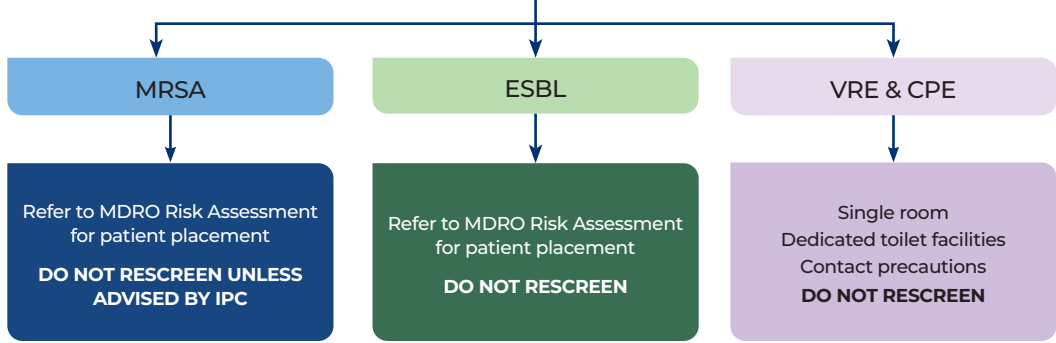 MRSA
Refer to MDRO Risk Assessment
for patient placement
DO NOT RESCREEN UNLESS
ADVISED BY IPC
ESBL
Refer to MDRO Risk Assessment
for patient placement
DO NOT RESCREEN
VRE & CPE
Single room
Dedicated toilet facilities
Contact precautions
DO NOT RESCREEN